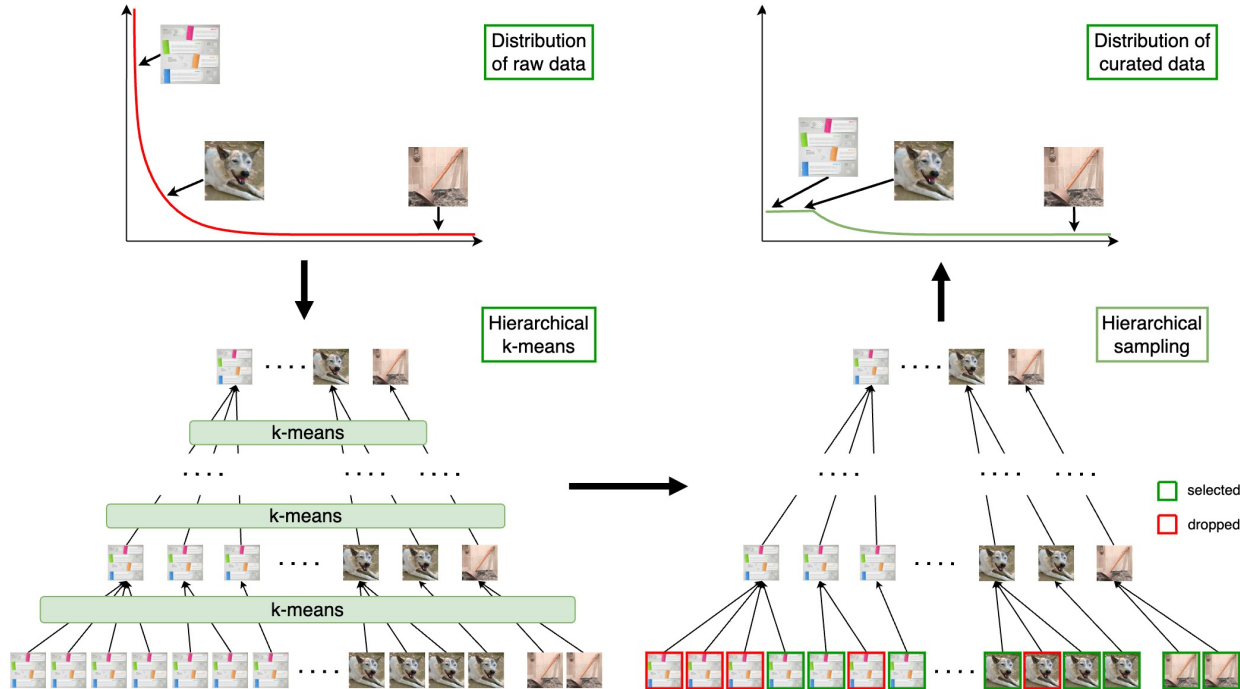 Distribution
of raw data
Distribution of
curated data
Hierarchical
k-means
Hierarchical
sampling
k-means
k-means
k-means
selected
dropped